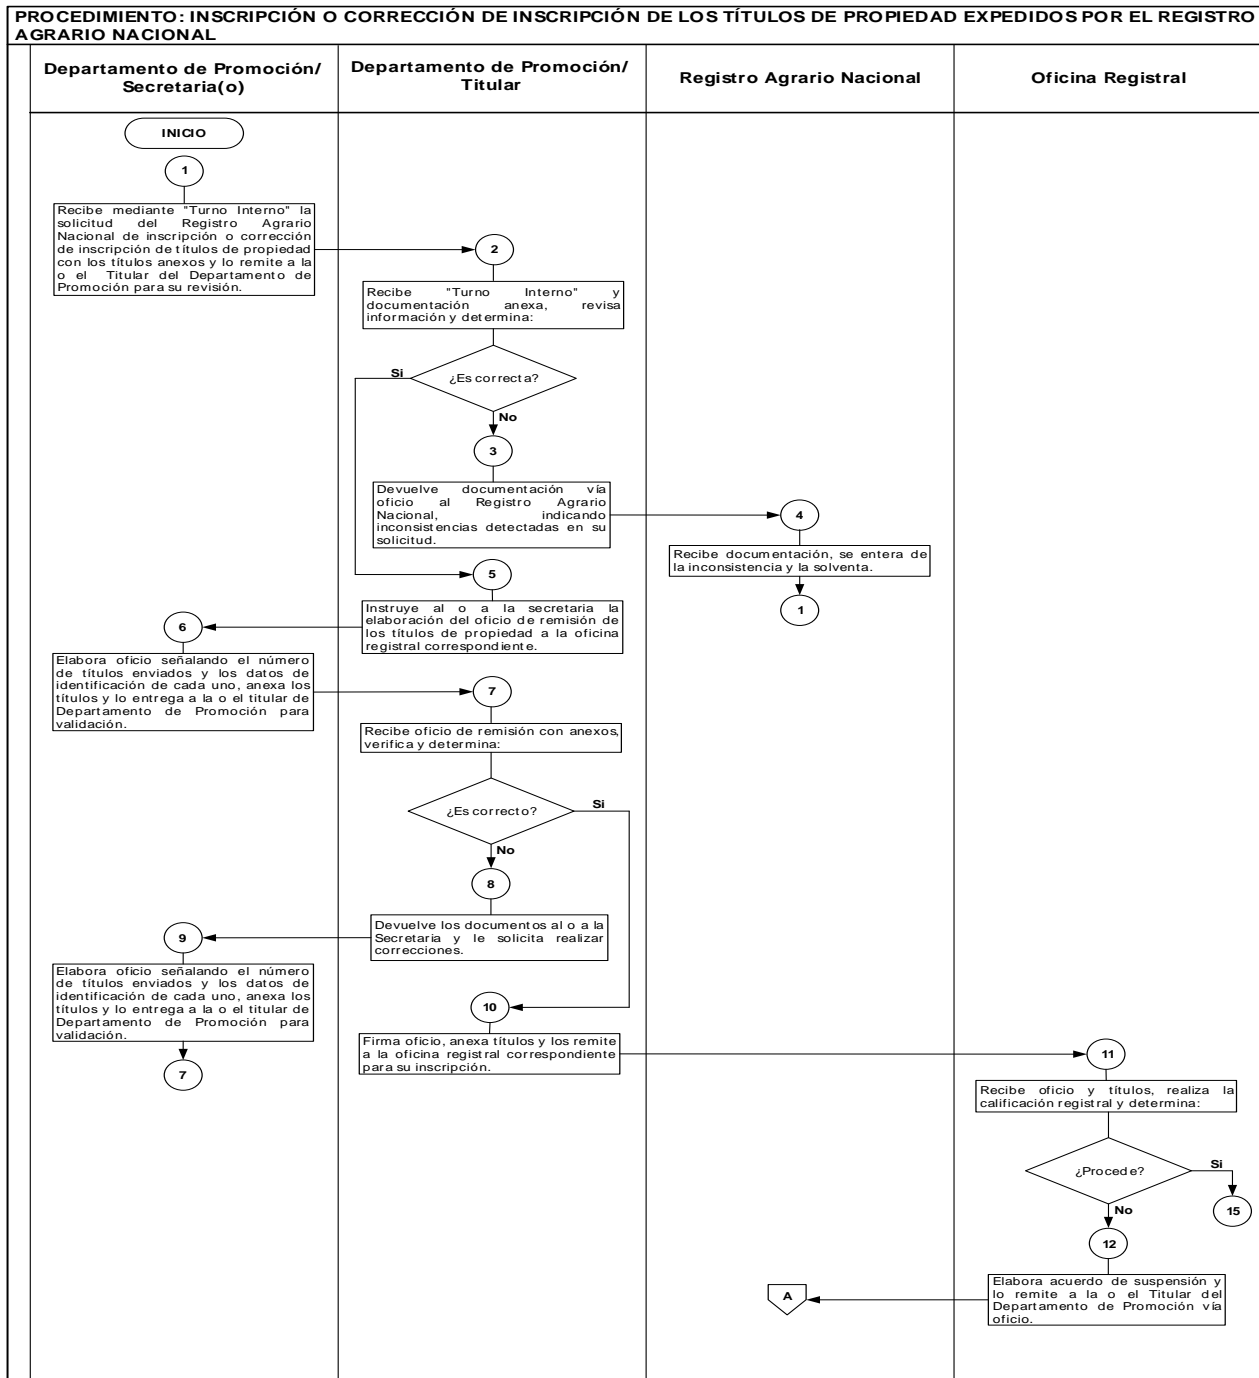 PROCEDIMIENTO: INSCRIPCIÓN O CORRECCIÓN DE INSCRIPCIÓN DE LOS TÍTULOS DE PROPIEDAD EXPEDIDOS POR EL REGISTRO
AGRARIO NACIONAL
Departamento de Promoción/
Secretaria(o)
Departamento de Promoción/
Titular
Registro Agrario Nacional
Oficina Registral
INICIO
1
Recibe mediante "Turno Interno" la
solicitud del Registro Agrario
Nacional de inscripción o corrección
de inscripción de títulos de propiedad
con los títulos anexos y lo remite a la
o el Titular del Departamento de
Promoción para su revisión.
2
Recibe "Turno Interno" y
documentación anexa, revisa
información y determina:
¿Es correcta?
Si
No
3
Devuelve documentación vía
oficio al Registro Agrario
Nacional, indicando
inconsistencias detectadas en su
solicitud.
4
Recibe documentación, se entera de
la inconsistencia y la solventa.
1
5
Instruye al o a la secretaria la
elaboración del oficio de remisión de
los títulos de propiedad a la oficina
registral correspondiente.
6
Elabora oficio señalando el número
de títulos enviados y los datos de
identificación de cada uno, anexa los
títulos y lo entrega a la o el titular de
Departamento de Promoción para
validación.
7
Recibe oficio de remisión con anexos,
verifica y determina:
¿Es correcto?
Si
No
8
Devuelve los documentos al o a la
Secretaria y le solicita realizar
correcciones.
9
Elabora oficio señalando el número
de títulos enviados y los datos de
identificación de cada uno, anexa los
títulos y lo entrega a la o el titular de
Departamento de Promoción para
validación.
7
10
Firma oficio, anexa títulos y los remite
a la oficina registral correspondiente
para su inscripción.
11
Recibe oficio y títulos, realiza la
calificación registral y determina:
¿Procede?
Si
15
No
12
Elabora acuerdo de suspensión y
lo remite a la o el Titular del
Departamento de Promoción vía
oficio.
A